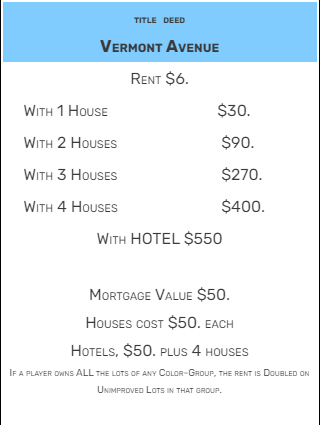 TITLE DEED
VERMONT AVENUE
RENT $6.
WITH 1 HOUSE $30.
WITH 2 HOUSES $90.
WITH 3 HOUSES $270.
WITH 4 HOUSES $400.
WITH HOTEL $550
MORTGAGE VALUE $50.
HOUSES COST $50. EACH
HOTELS, $50. PLUS 4 HOUSES
IF A PLAYER OWNS ALL THE LOTS OF ANY COLOR-GROUP, THE RENT IS DOUBLED ON
UNIMPROVED LOTS IN THAT GROUP.